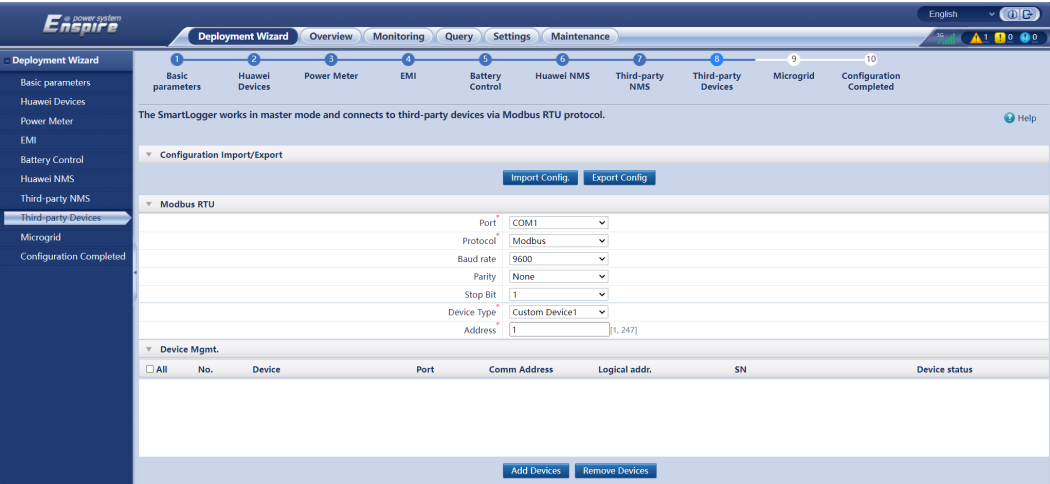 power system
Enspire
English
Deployment Wizard Overview Monitoring Query Settings Maintenance
3G 1 0 0
Deployment Wizard
Basic parameters
Huawei Devices
Power Meter
EMI
Battery Control
Huawei NMS
Third-party NMS
Third-party Devices
Microgrid
Configuration Completed
1 2 3 4 5 6 7 8 9 10
Basic parameters
Huawei Devices
Power Meter
EMI
Battery Control
Huawei NMS
Third-party NMS
Third-party Devices
Microgrid
Configuration Completed
The SmartLogger works in master mode and connects to third-party devices via Modbus RTU protocol.
Help
Configuration Import/Export
Import Config. Export Config
Modbus RTU
Port* COM1
Protocol* Modbus
Baud rate 9600
Parity None
Stop Bit 1
Device Type* Custom Device1
Address* 1 [1, 247]
Device Mgmt.
All No. Device Port Comm Address Logical addr. SN Device status
Add Devices Remove Devices